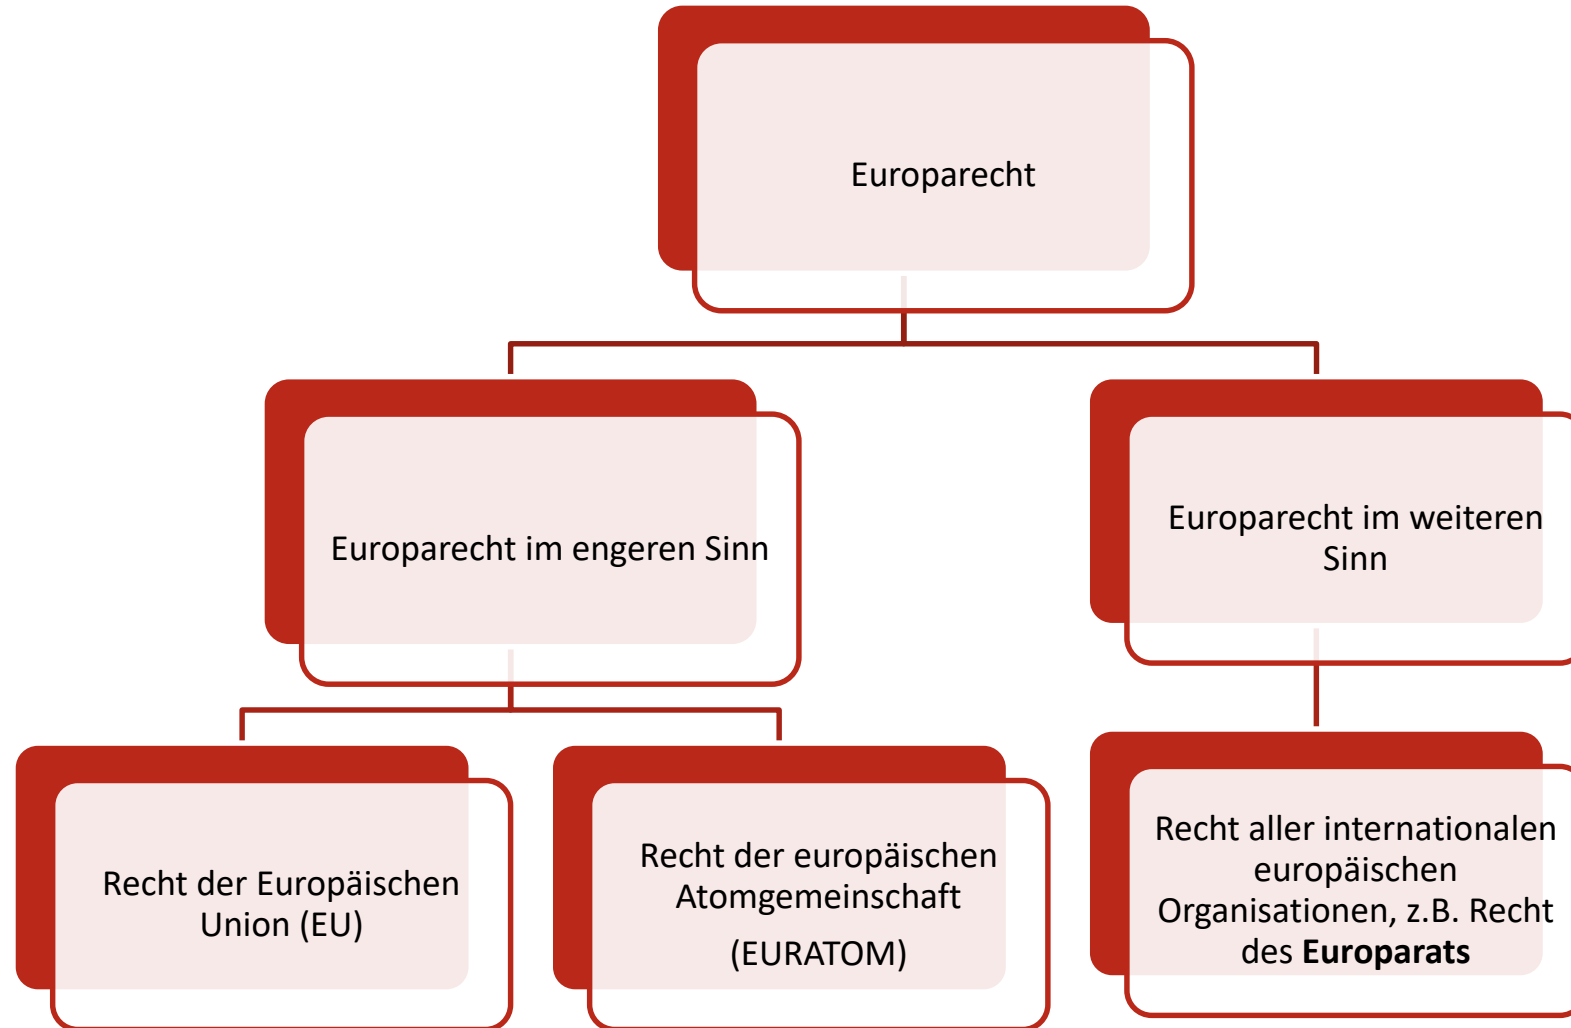 Europarecht
Europarecht im engeren Sinn
Europarecht im weiteren
Sinn
Recht der Europäischen
Union (EU)
Recht der europäischen
Atomgemeinschaft
(EURATOM)
Recht aller internationalen
europäischen
Organisationen, z.B. Recht
des Europarats